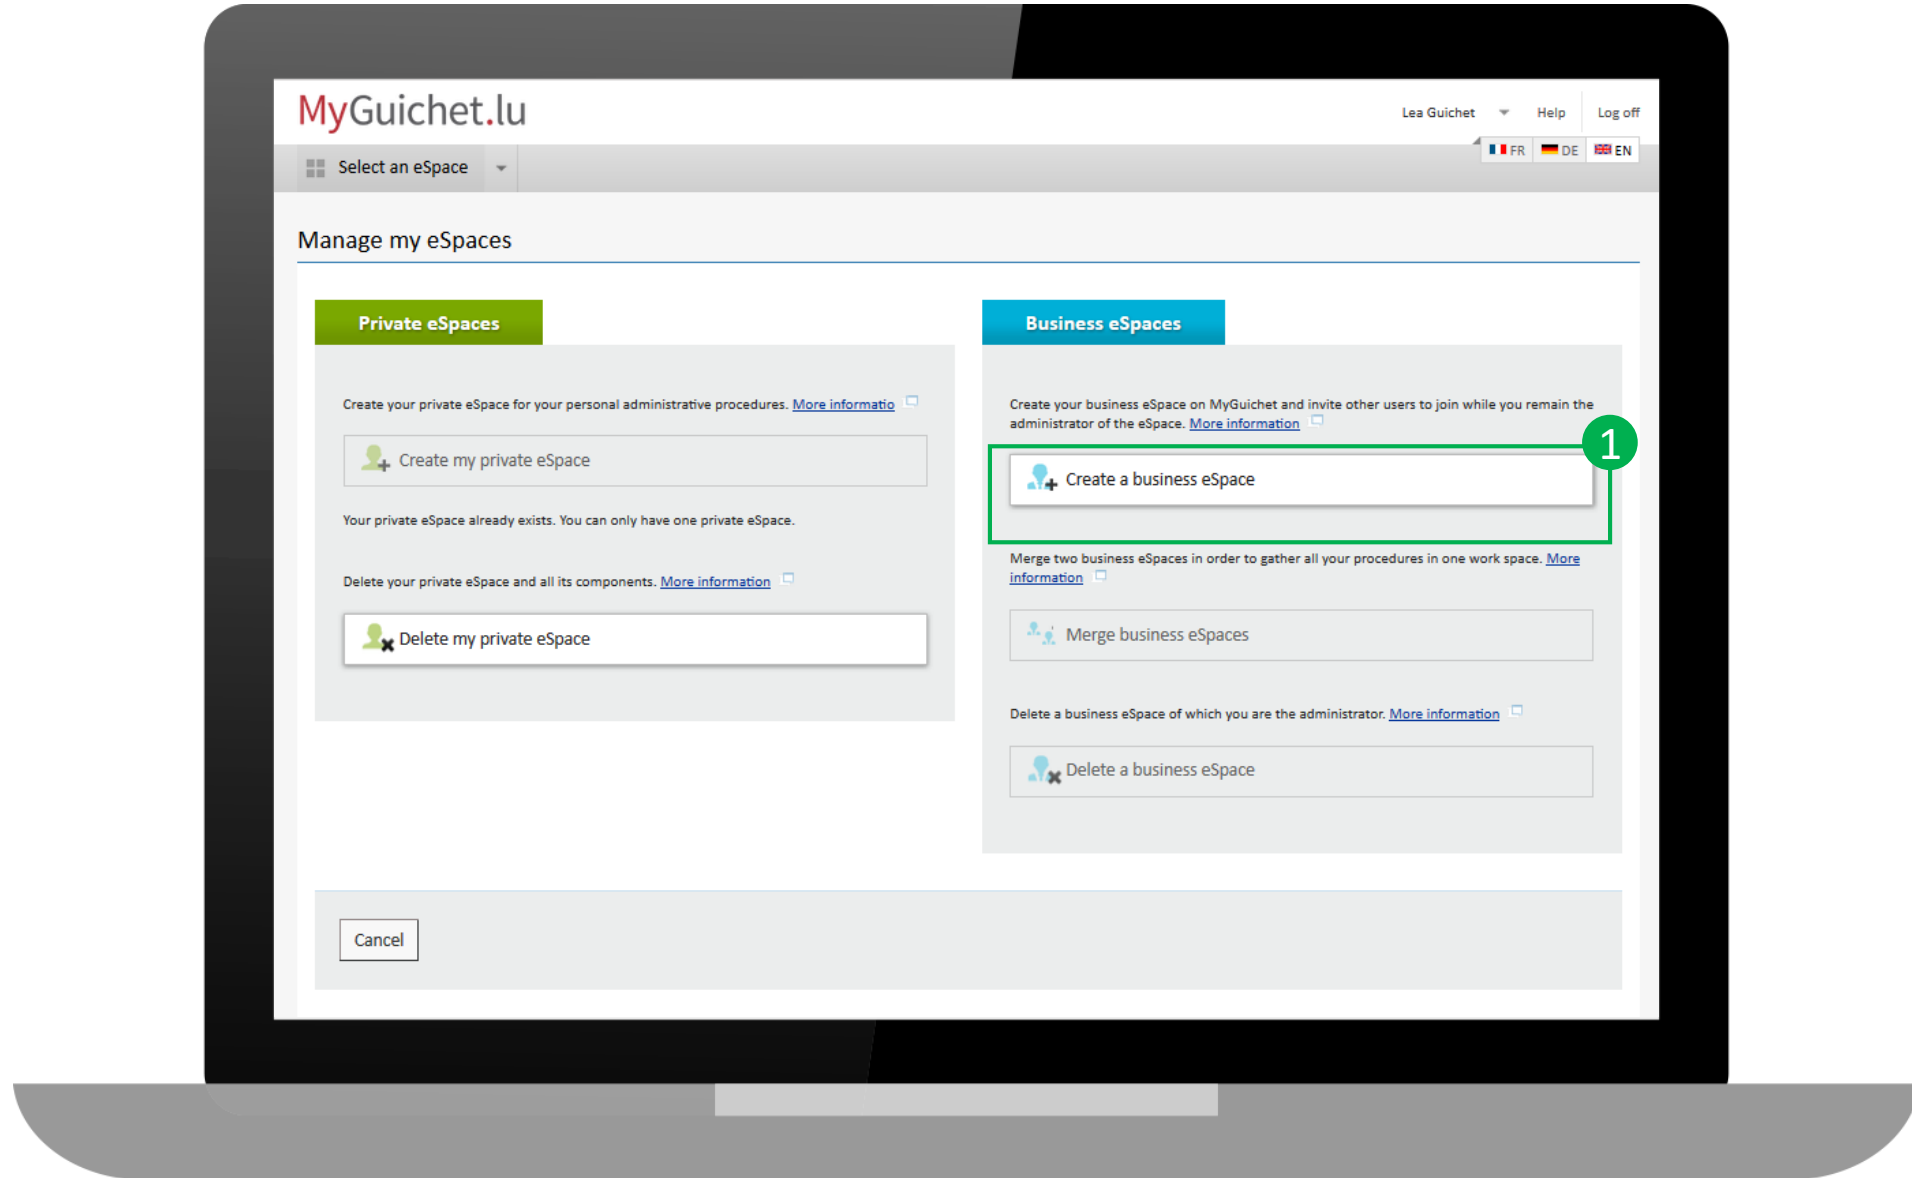 MyGuichet.lu
Lea Guichet Help Log off
FR DE EN
Select an eSpace
Manage my eSpaces
Private eSpaces
Create your private eSpace for your personal administrative procedures. More informatio
Create my private eSpace
Your private eSpace already exists. You can only have one private eSpace.
Delete your private eSpace and all its components. More information
Delete my private eSpace
Business eSpaces
Create your business eSpace on MyGuichet and invite other users to join while you remain the
administrator of the eSpace. More information
1
Create a business eSpace
Merge two business eSpaces in order to gather all your procedures in one work space. More
information
Merge business eSpaces
Delete a business eSpace of which you are the administrator. More information
Delete a business eSpace
Cancel